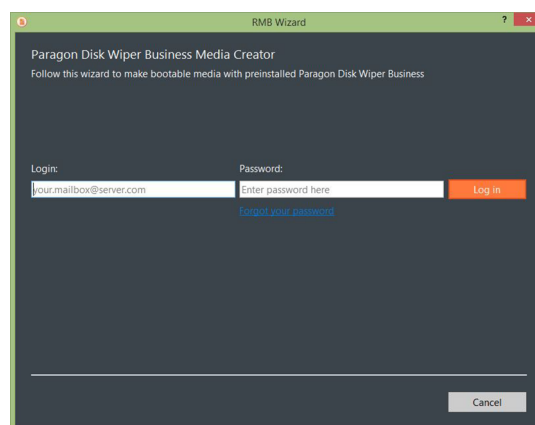 RMB Wizard
?
Paragon Disk Wiper Business Media Creator
Follow this wizard to make bootable media with preinstalled Paragon Disk Wiper Business
Login: Password:
your.mailbox@server.com Enter password here Log in
Forgot your password
Cancel